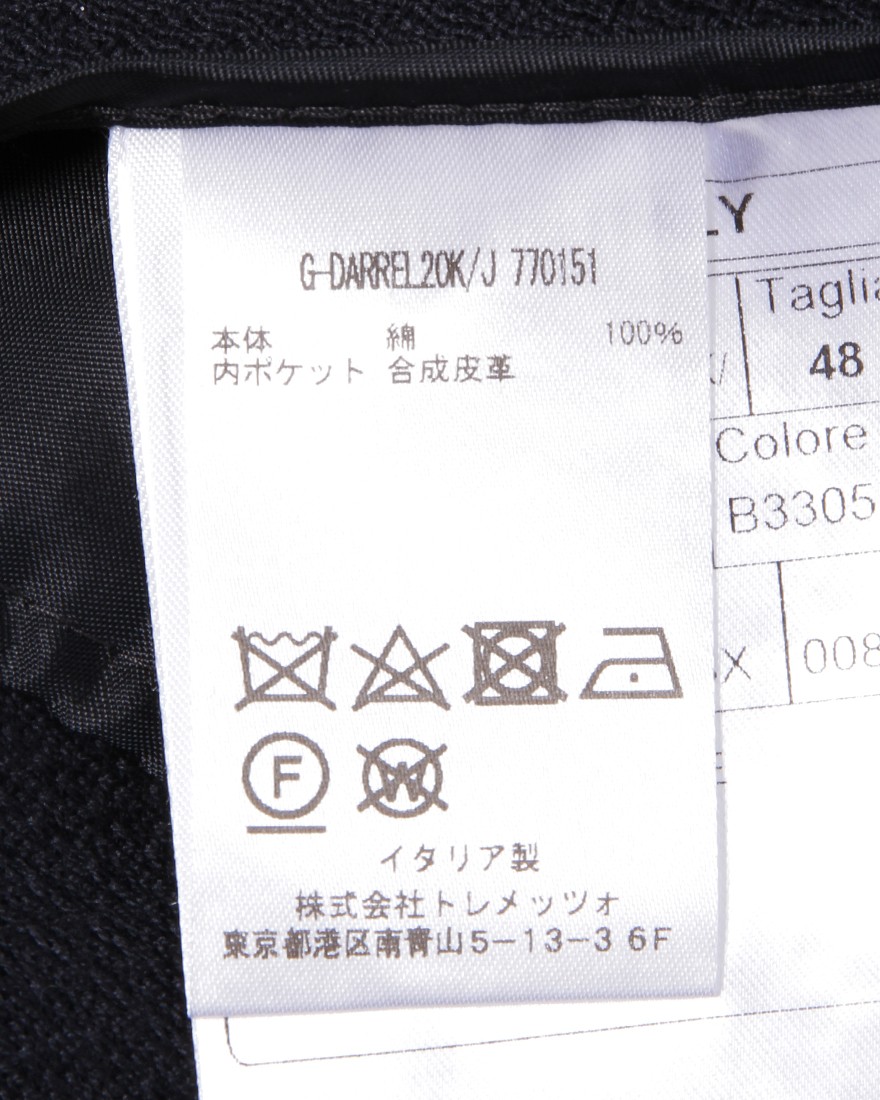 G-DARREL20K/J 770151
本体 綿 100%
内ポケット 合成皮革
F
W
イタリア製
株式会社トレメッツォ
東京都港区南青山5-13-3 6F
LY
Taglia
48
Colore
B3305
X
008